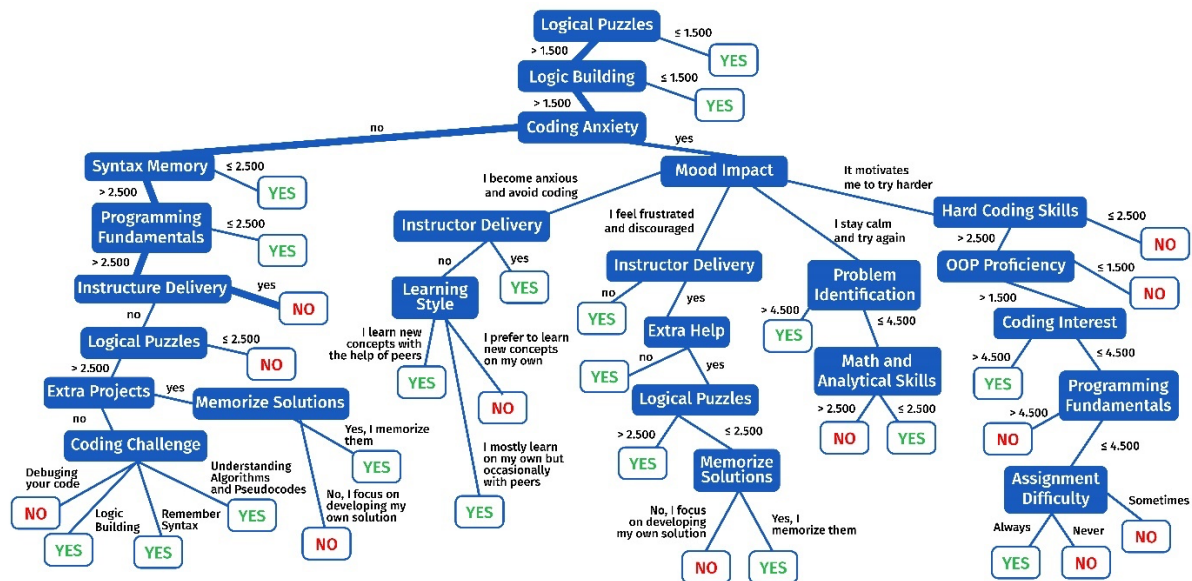 Logical Puzzles
≤ 1.500
> 1.500
YES
Logic Building
≤ 1.500
> 1.500
YES
Coding Anxiety
no
yes
Syntax Memory
≤ 2.500
> 2.500
YES
Programming
Fundamentals
≤ 2.500
> 2.500
YES
Instructure Delivery
yes
no
NO
Logical Puzzles
≤ 2.500
> 2.500
NO
Extra Projects
yes
no
Memorize Solutions
Yes, I memorize
them
YES
No, I focus on
developing my
own solution
NO
Coding Challenge
Debuging
your code
NO
Logic
Building
YES
Remember
Syntax
YES
Understanding
Algorithms
and Pseudocodes
YES
Mood Impact
I become anxious
and avoid coding
Instructor Delivery
no
yes
YES
Learning
Style
I learn new
concepts with
the help of peers
YES
I prefer to learn
new concepts
on my own
NO
I mostly learn
on my own but
occasionally
with peers
YES
I feel frustrated
and discouraged
Instructor Delivery
no
yes
YES
Extra Help
no
yes
YES
Logical Puzzles
> 2.500
≤ 2.500
YES
Memorize
Solutions
No, I focus
on developing
my own solution
NO
Yes, I
memorize them
YES
I stay calm
and try again
Problem
Identification
> 4.500
≤ 4.500
YES
Math and
Analytical Skills
> 2.500
≤ 2.500
NO
YES
It motivates
me to try harder
Hard Coding Skills
≤ 2.500
> 2.500
NO
OOP Proficiency
≤ 1.500
> 1.500
NO
Coding Interest
> 4.500
≤ 4.500
YES
Programming
Fundamentals
> 4.500
≤ 4.500
NO
Assignment
Difficulty
Always
Never
Sometimes
YES
NO
NO